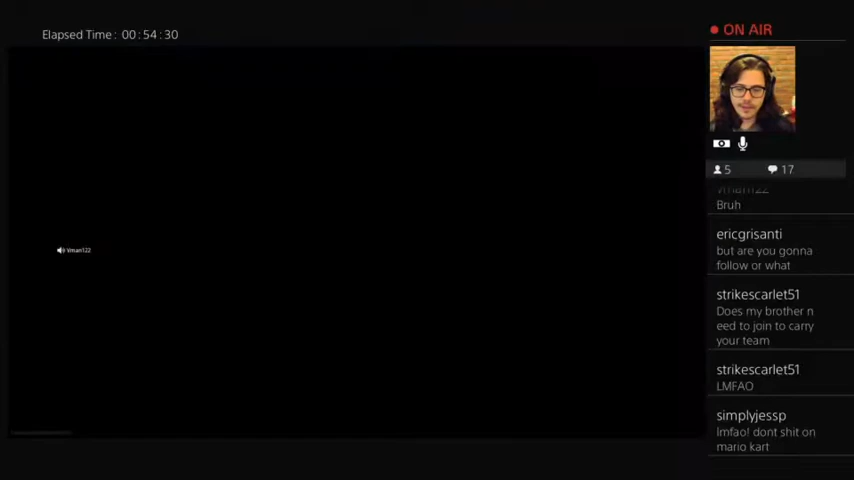 Elapsed Time: 00:54:30
ON AIR
5 17
Vman122
Bruh
ericgrisanti
but are you gonna
follow or what
Vman122
strikescarlet51
Does my brother n
eed to join to carry
your team
strikescarlet51
LMFAO
simplyjessp
lmfao! dont shit on
mario kart